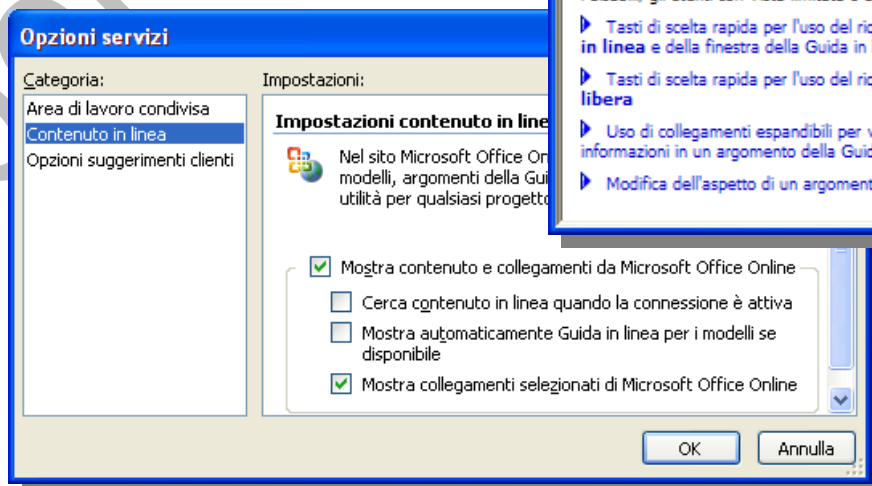 Opzioni servizi
Categoria:
Area di lavoro condivisa
Contenuto in linea
Opzioni suggerimenti clienti
Impostazioni:
Impostazioni contenuto in line
Nel sito Microsoft Office On
modelli, argomenti della Gui
utilità per qualsiasi progetto
Mostra contenuto e collegamenti da Microsoft Office Online
Cerca contenuto in linea quando la connessione è attiva
Mostra automaticamente Guida in linea per i modelli se
disponibile
Mostra collegamenti selezionati di Microsoft Office Online
OK
Annulla
Tasti di scelta rapida per l'uso del ric
in linea e della finestra della Guida in
Tasti di scelta rapida per l'uso del ric
libera
Uso di collegamenti espandibili per v
informazioni in un argomento della Guid
Modifica dell'aspetto di un argoment